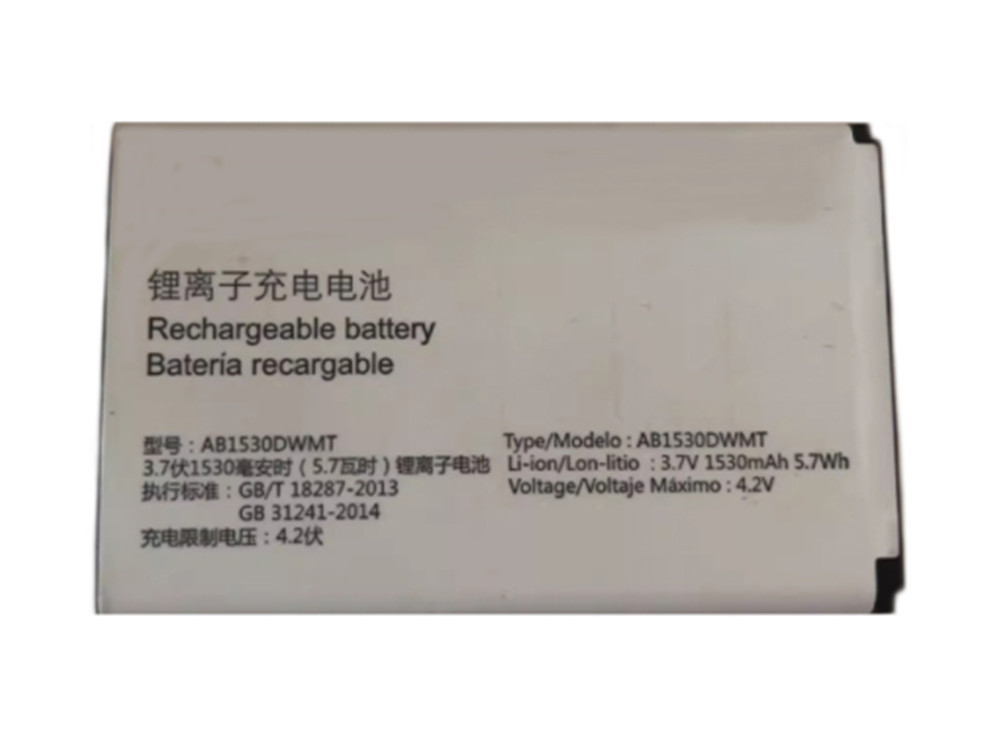 锂离子充电电池
Rechargeable battery
Batería recargable
型号：AB1530DWMT
3.7伏1530毫安时（5.7瓦时）锂离子电池
执行标准：GB/T 18287-2013
GB 31241-2014
充电限制电压：4.2伏
Type/Modelo : AB1530DWMT
Li-ion/Lon-litio : 3.7V 1530mAh 5.7Wh
Voltage/Voltaje Máximo : 4.2V